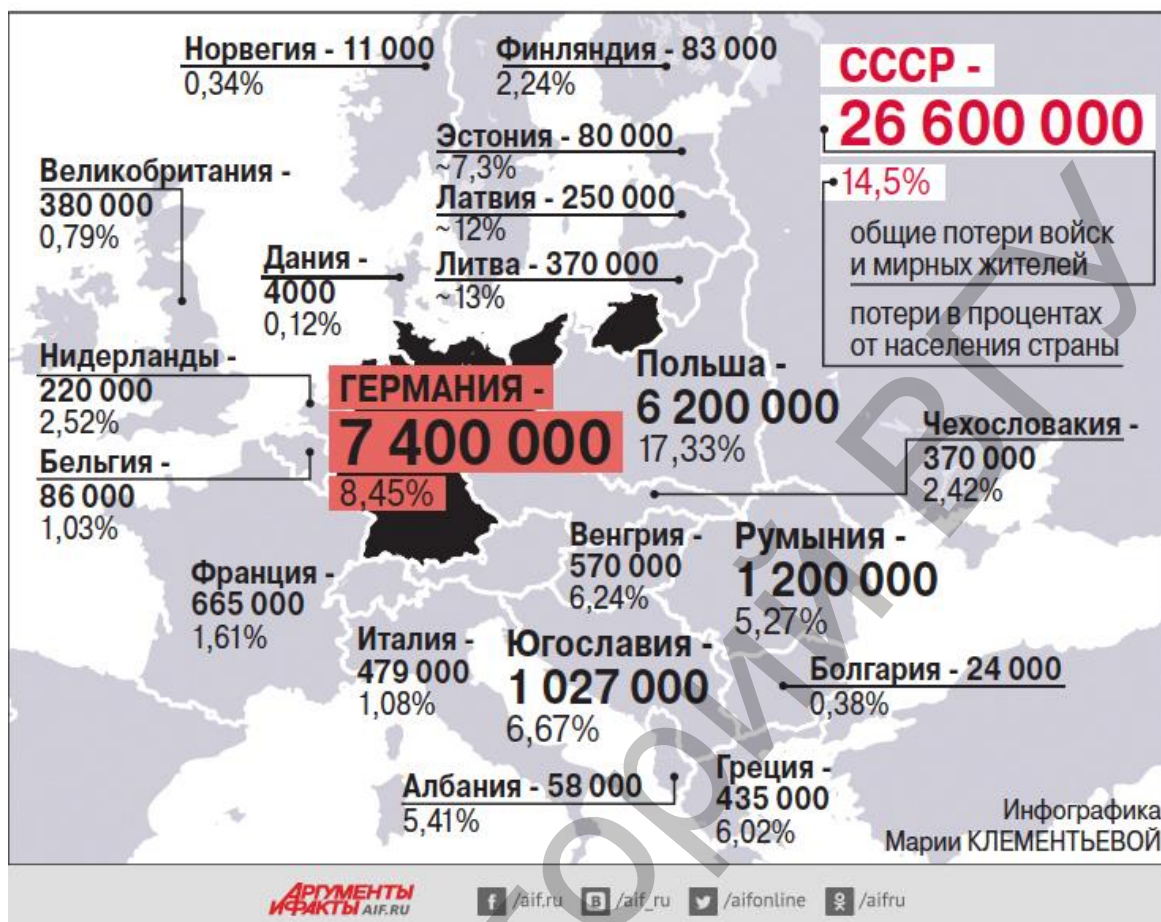 Норвегия - 11 000
0,34%
Финляндия - 83 000
2,24%
СССР -
26 600 000
14,5%
общие потери войск
и мирных жителей
потери в процентах
от населения страны
Эстония - 80 000
~7,3%
Латвия - 250 000
~12%
Литва - 370 000
~13%
Великобритания -
380 000
0,79%
Дания -
4000
0,12%
Нидерланды -
220 000
2,52%
Бельгия -
86 000
1,03%
ГЕРМАНИЯ -
7 400 000
8,45%
Польша -
6 200 000
17,33%
Чехословакия -
370 000
2,42%
Франция -
665 000
1,61%
Венгрия -
570 000
6,24%
Румыния -
1 200 000
5,27%
Италия -
479 000
1,08%
Югославия -
1 027 000
6,67%
Болгария - 24 000
0,38%
Албания - 58 000
5,41%
Греция -
435 000
6,02%
Инфографика
Марии КЛЕМЕНТЬЕВОЙ
АРГУМЕНТЫ
И ФАКТЫ AIF.RU
f /aif.ru B /aif_ru /aifonline /aifru
ТОРИЙ ВГУ